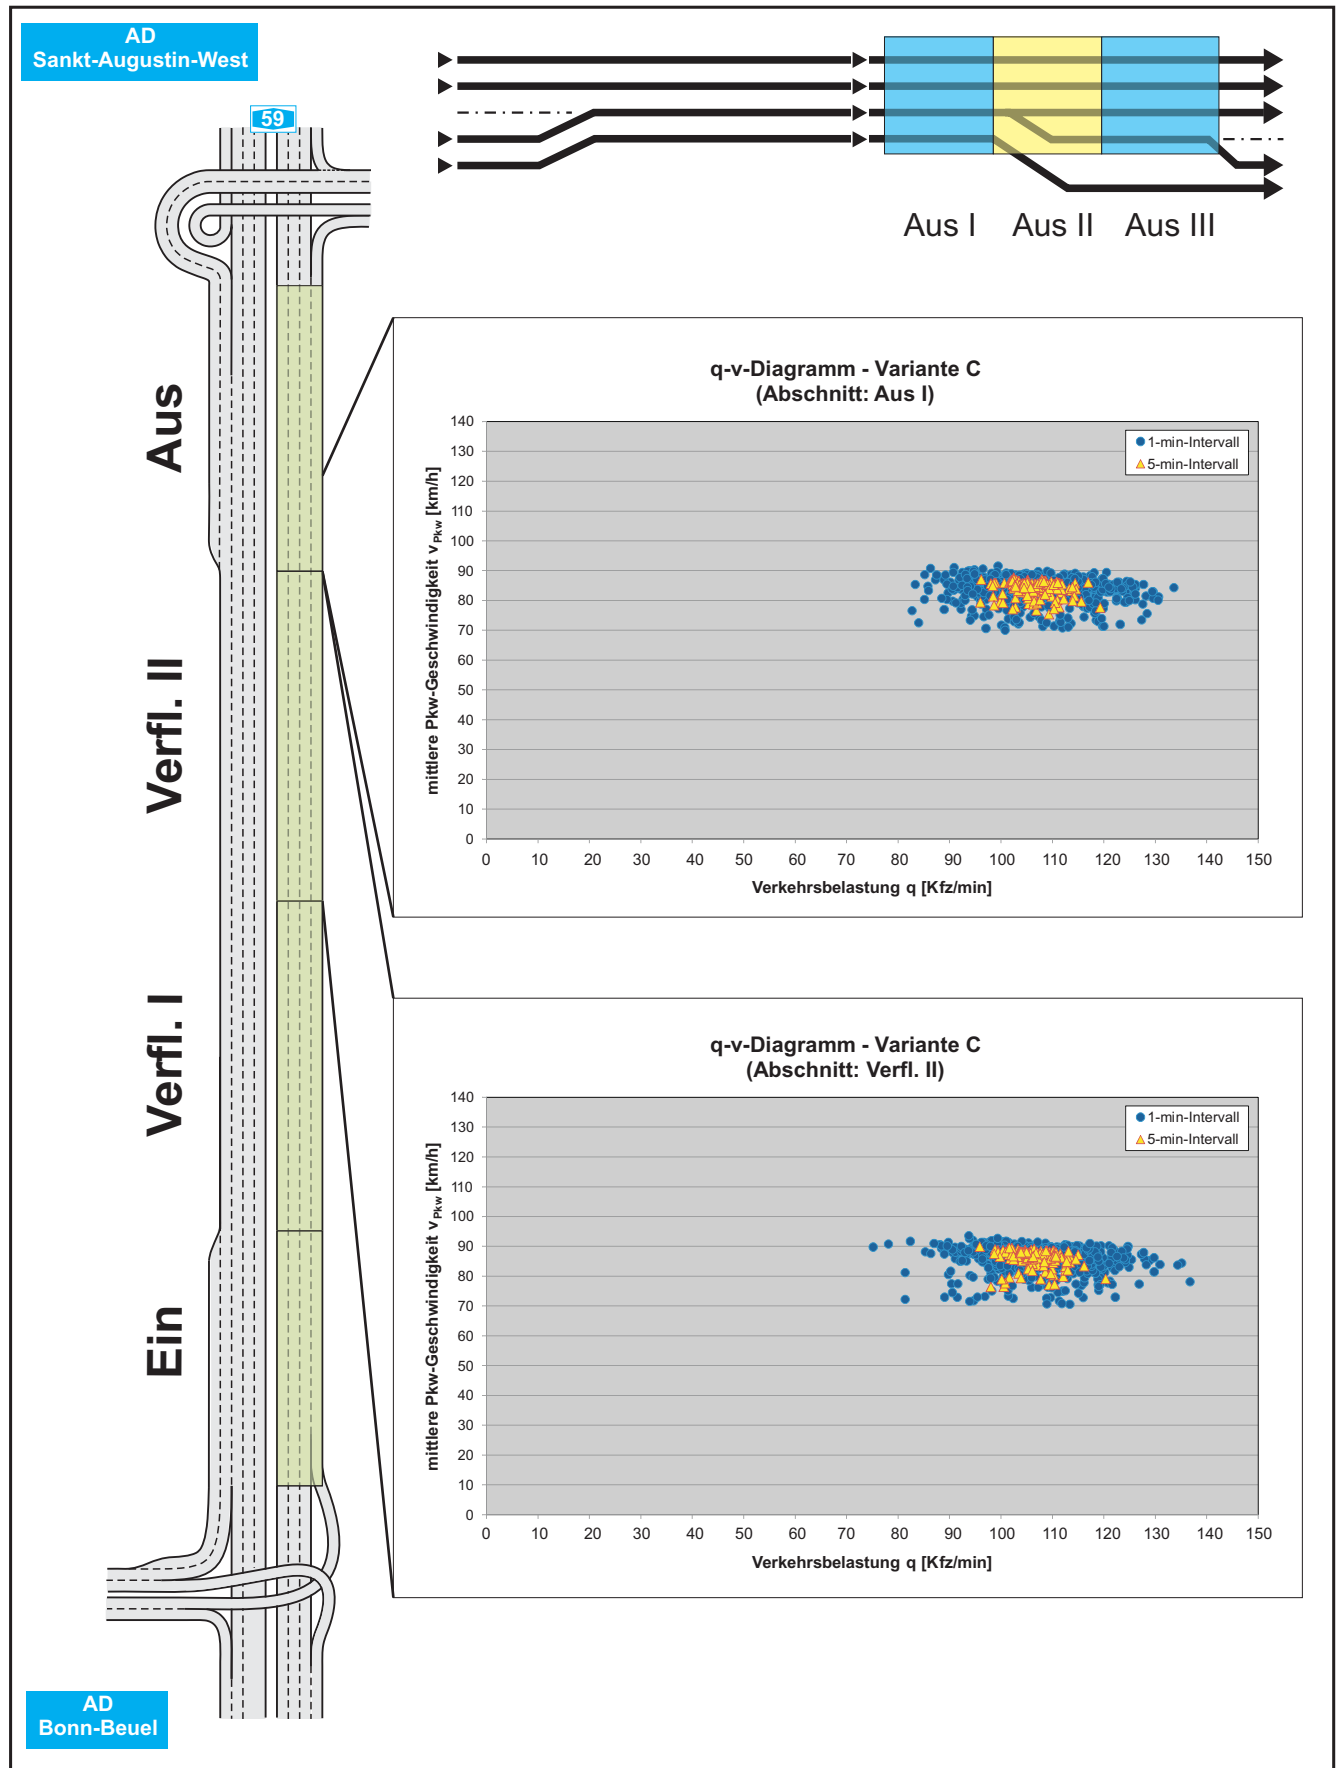 AD
Sankt-Augustin-West
59
Aus I Aus II Aus III
Aus
Verfl. II
Verfl. I
Ein
q-v-Diagramm - Variante C
(Abschnitt: Aus I)
mittlere Pkw-Geschwindigkeit vPkw [km/h]
140
130
120
110
100
90
80
70
60
50
40
30
20
10
0
1-min-Intervall
5-min-Intervall
0 10 20 30 40 50 60 70 80 90 100 110 120 130 140 150
Verkehrsbelastung q [Kfz/min]
q-v-Diagramm - Variante C
(Abschnitt: Verfl. II)
mittlere Pkw-Geschwindigkeit vPkw [km/h]
140
130
120
110
100
90
80
70
60
50
40
30
20
10
0
1-min-Intervall
5-min-Intervall
0 10 20 30 40 50 60 70 80 90 100 110 120 130 140 150
Verkehrsbelastung q [Kfz/min]
AD
Bonn-Beuel